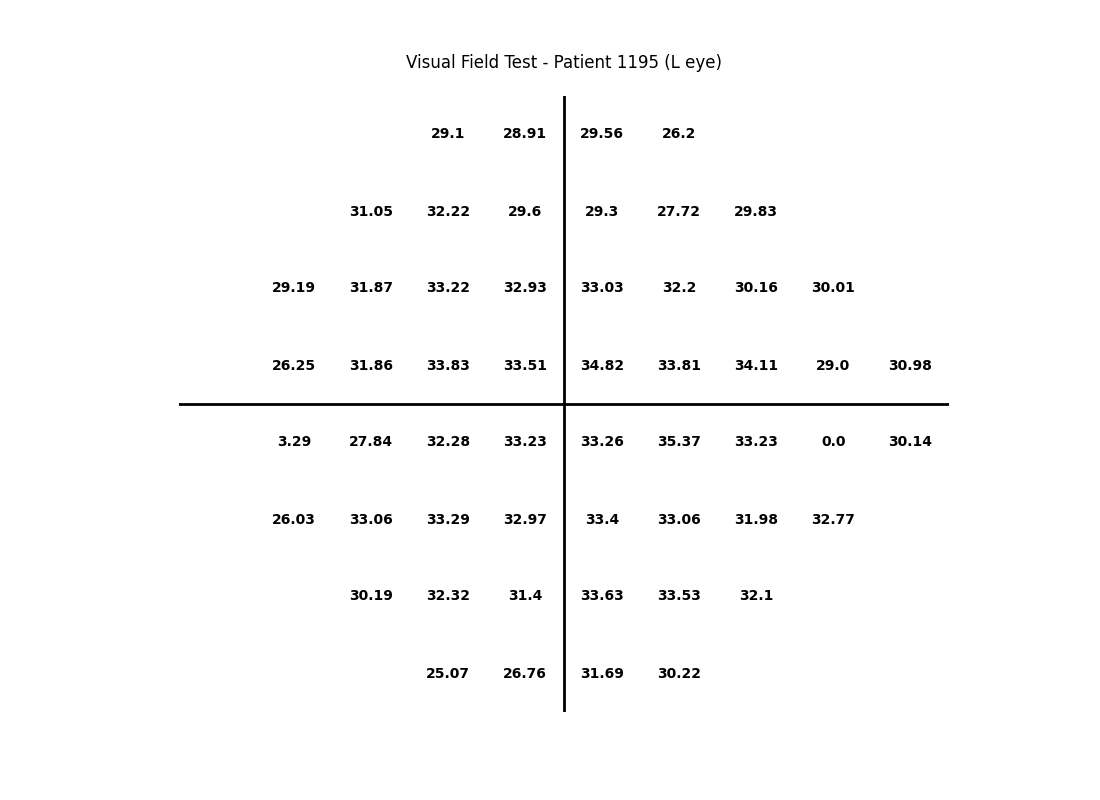 Visual Field Test - Patient 1195 (L eye)
29.1 28.91 29.56 26.2
31.05 32.22 29.6 29.3 27.72 29.83
29.19 31.87 33.22 32.93 33.03 32.2 30.16 30.01
26.25 31.86 33.83 33.51 34.82 33.81 34.11 29.0 30.98
3.29 27.84 32.28 33.23 33.26 35.37 33.23 0.0 30.14
26.03 33.06 33.29 32.97 33.4 33.06 31.98 32.77
30.19 32.32 31.4 33.63 33.53 32.1
25.07 26.76 31.69 30.22